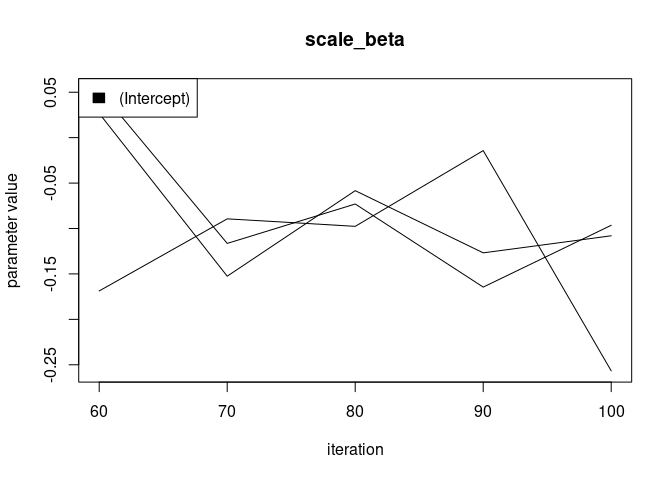 scale_beta
(Intercept)
parameter value
0.05
-0.05
-0.15
-0.25
60 70 80 90 100
iteration